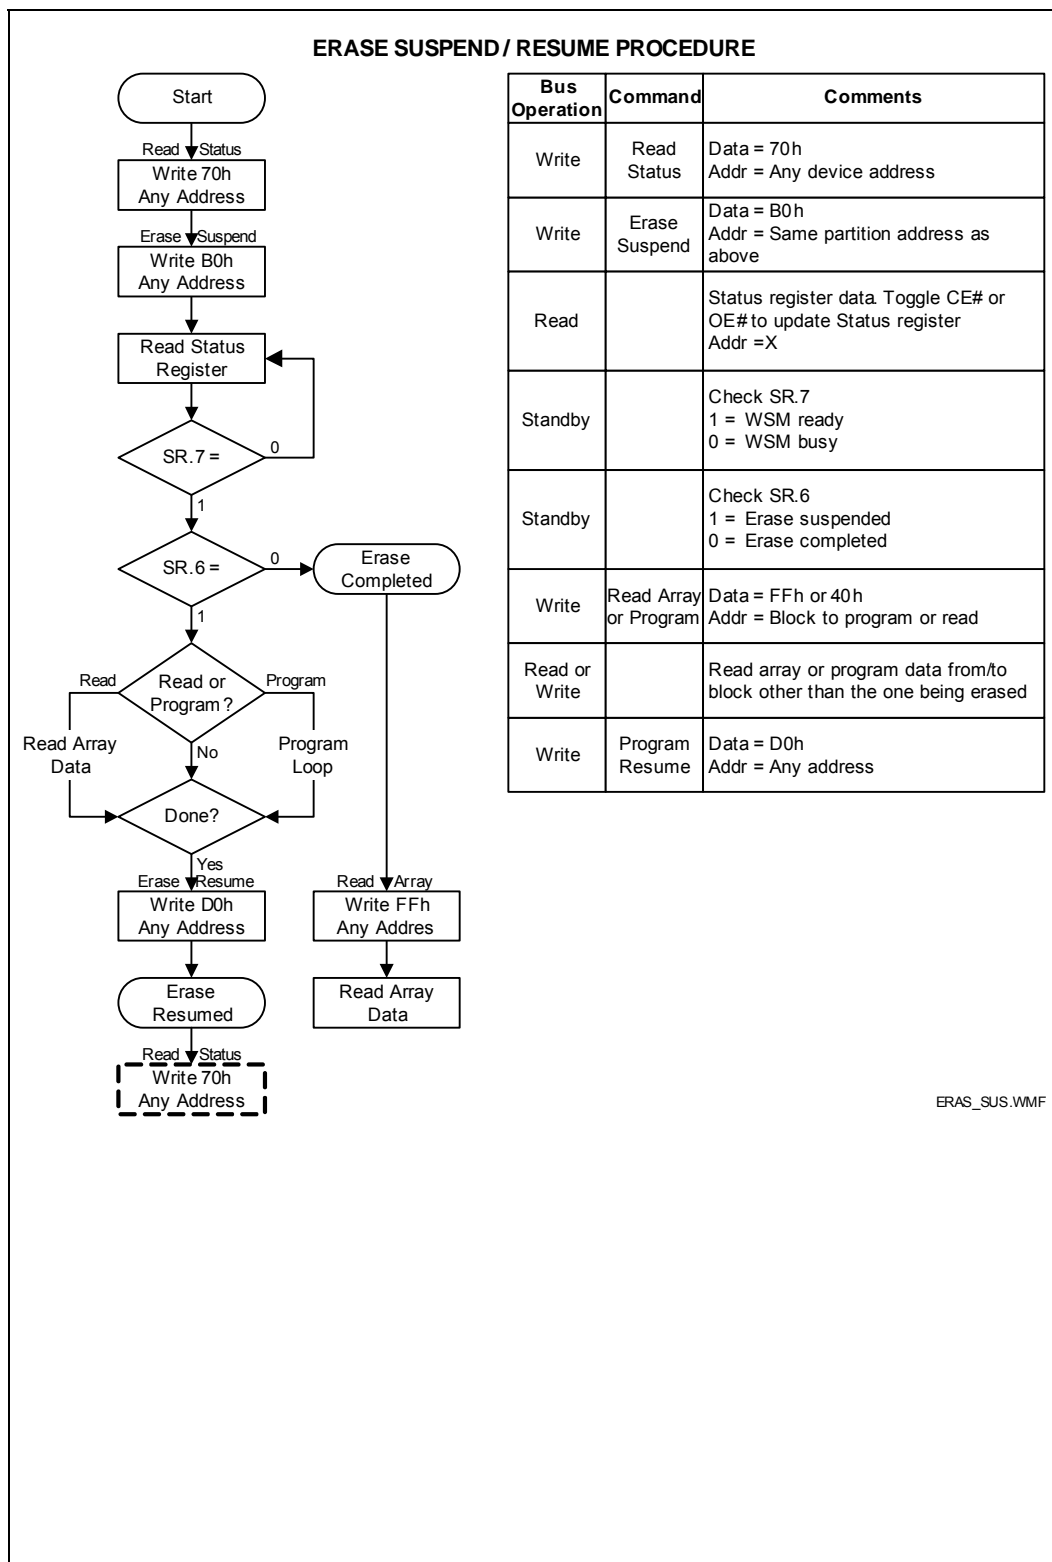 ERASE SUSPEND / RESUME PROCEDURE
Start
Read Status
Write 70h
Any Address
Erase Suspend
Write B0h
Any Address
Read Status
Register
SR.7 =
0
1
SR.6 =
0
Erase
Completed
1
Read
Read or
Program?
Program
Read Array
Data
No
Program
Loop
Done?
Yes
Erase Resume
Write D0h
Any Address
Read Array
Write FFh
Any Addres
Erase
Resumed
Read Array
Data
Read Status
Write 70h
Any Address
Bus
Operation
Command
Comments
Write
Read
Status
Data = 70h
Addr = Any device address
Write
Erase
Suspend
Data = B0h
Addr = Same partition address as
above
Read
Status register data. Toggle CE# or
OE# to update Status register
Addr =X
Standby
Check SR.7
1 = WSM ready
0 = WSM busy
Standby
Check SR.6
1 = Erase suspended
0 = Erase completed
Write
Read Array
or Program
Data = FFh or 40h
Addr = Block to program or read
Read or
Write
Read array or program data from/to
block other than the one being erased
Write
Program
Resume
Data = D0h
Addr = Any address
ERAS_SUS.WMF